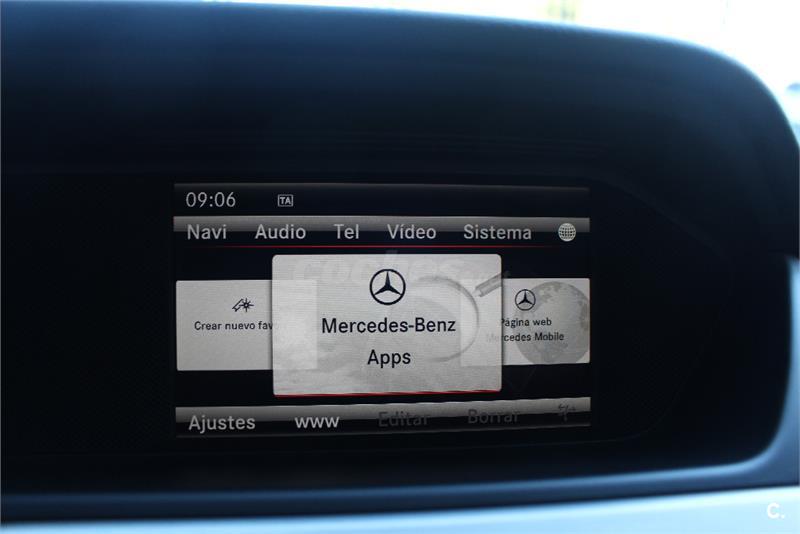 09:06 TA
Navi Audio Tel Vídeo Sistema
Crear nuevo fav
Mercedes-Benz
Apps
Página web
Mercedes Mobile
Ajustes www Editar Borrar
C.